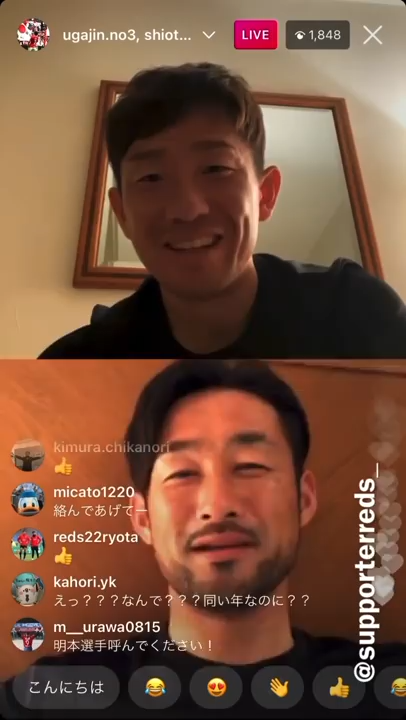 ugajin.no3, shiot...
LIVE
1,848
kimura.chikanori
👍
micato1220
絡んであげてー
reds22ryota
👍
kahori.yk
えっ？？？なんで？？？同い年なのに？？
m__urawa0815
明本選手呼んでください！
@supporterreds_
こんにちは